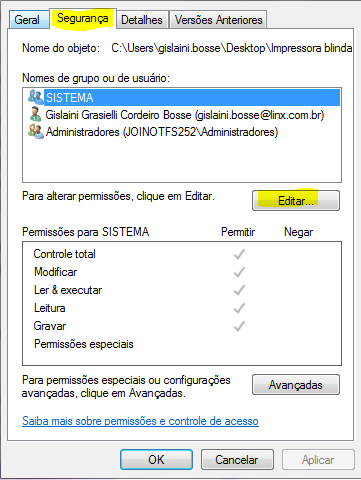 Geral Segurança Detalhes Versões Anteriores
Nome do objeto: C:\Users\gislaini.bosse\Desktop\Impressora blinda
Nomes de grupo ou de usuário:
SISTEMA
Gislaini Grasielli Cordeiro Bosse (gislaini.bosse@linx.com.br)
Administradores (JOINOTFS252\Administradores)
Para alterar permissões, clique em Editar.
Editar...
Permissões para SISTEMA Permitir Negar
Controle total
Modificar
Ler & executar
Leitura
Gravar
Permissões especiais
Para permissões especiais ou configurações
avançadas, clique em Avançadas.
Avançadas
Saiba mais sobre permissões e controle de acesso
OK Cancelar Aplicar